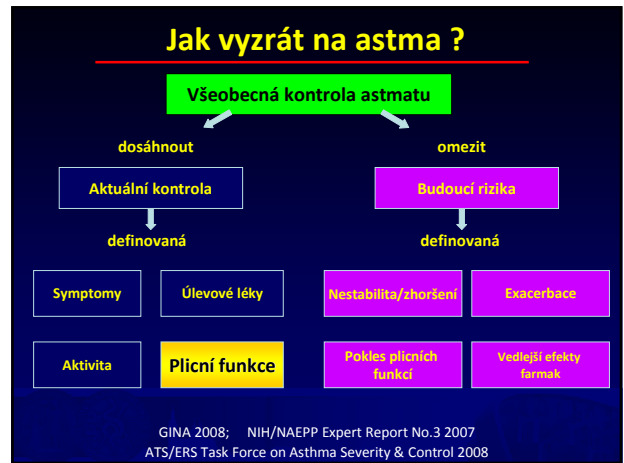 Jak vyzrát na astma ?
Všeobecná kontrola astmatu
dosáhnout
omezit
Aktuální kontrola
Budoucí rizika
definovaná
definovaná
Symptomy
Úlevové léky
Nestabilita/zhoršení
Exacerbace
Aktivita
Plicní funkce
Pokles plicních
funkcí
Vedlejší efekty
farmak
GINA 2008; NIH/NAEPP Expert Report No.3 2007
ATS/ERS Task Force on Asthma Severity & Control 2008